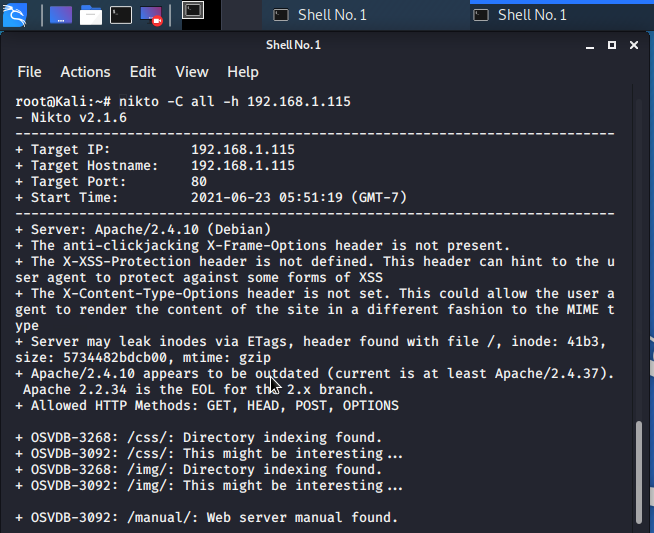 Shell No. 1
Shell No. 1
Shell No. 1
File Actions Edit View Help
root@Kali:~# nikto -C all -h 192.168.1.115
- Nikto v2.1.6
---------------------------------------------------------------------------
+ Target IP: 192.168.1.115
+ Target Hostname: 192.168.1.115
+ Target Port: 80
+ Start Time: 2021-06-23 05:51:19 (GMT-7)
---------------------------------------------------------------------------
+ Server: Apache/2.4.10 (Debian)
+ The anti-clickjacking X-Frame-Options header is not present.
+ The X-XSS-Protection header is not defined. This header can hint to the u
ser agent to protect against some forms of XSS
+ The X-Content-Type-Options header is not set. This could allow the user a
gent to render the content of the site in a different fashion to the MIME t
ype
+ Server may leak inodes via ETags, header found with file /, inode: 41b3,
size: 5734482bdcb00, mtime: gzip
+ Apache/2.4.10 appears to be outdated (current is at least Apache/2.4.37).
Apache 2.2.34 is the EOL for the 2.x branch.
+ Allowed HTTP Methods: GET, HEAD, POST, OPTIONS
+ OSVDB-3268: /css/: Directory indexing found.
+ OSVDB-3092: /css/: This might be interesting...
+ OSVDB-3268: /img/: Directory indexing found.
+ OSVDB-3092: /img/: This might be interesting...
+ OSVDB-3092: /manual/: Web server manual found.